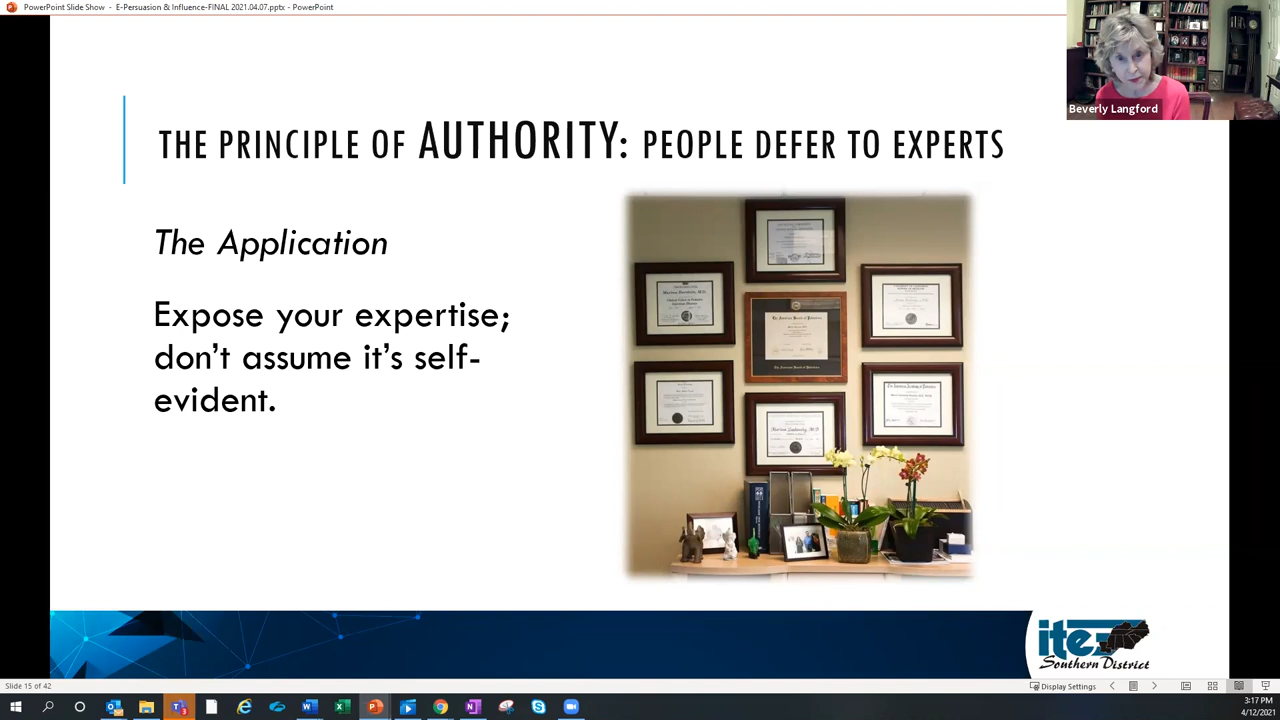 PowerPoint Slide Show - E-Persuasion & Influence-FINAL 2021.04.07.pptx - PowerPoint
Beverly Langford
THE PRINCIPLE OF AUTHORITY: PEOPLE DEFER TO EXPERTS
The Application
Expose your expertise;
don't assume it's self-
evident.
ite
Southern District
Slide 15 of 42
Display Settings
3:17 PM
4/12/2021